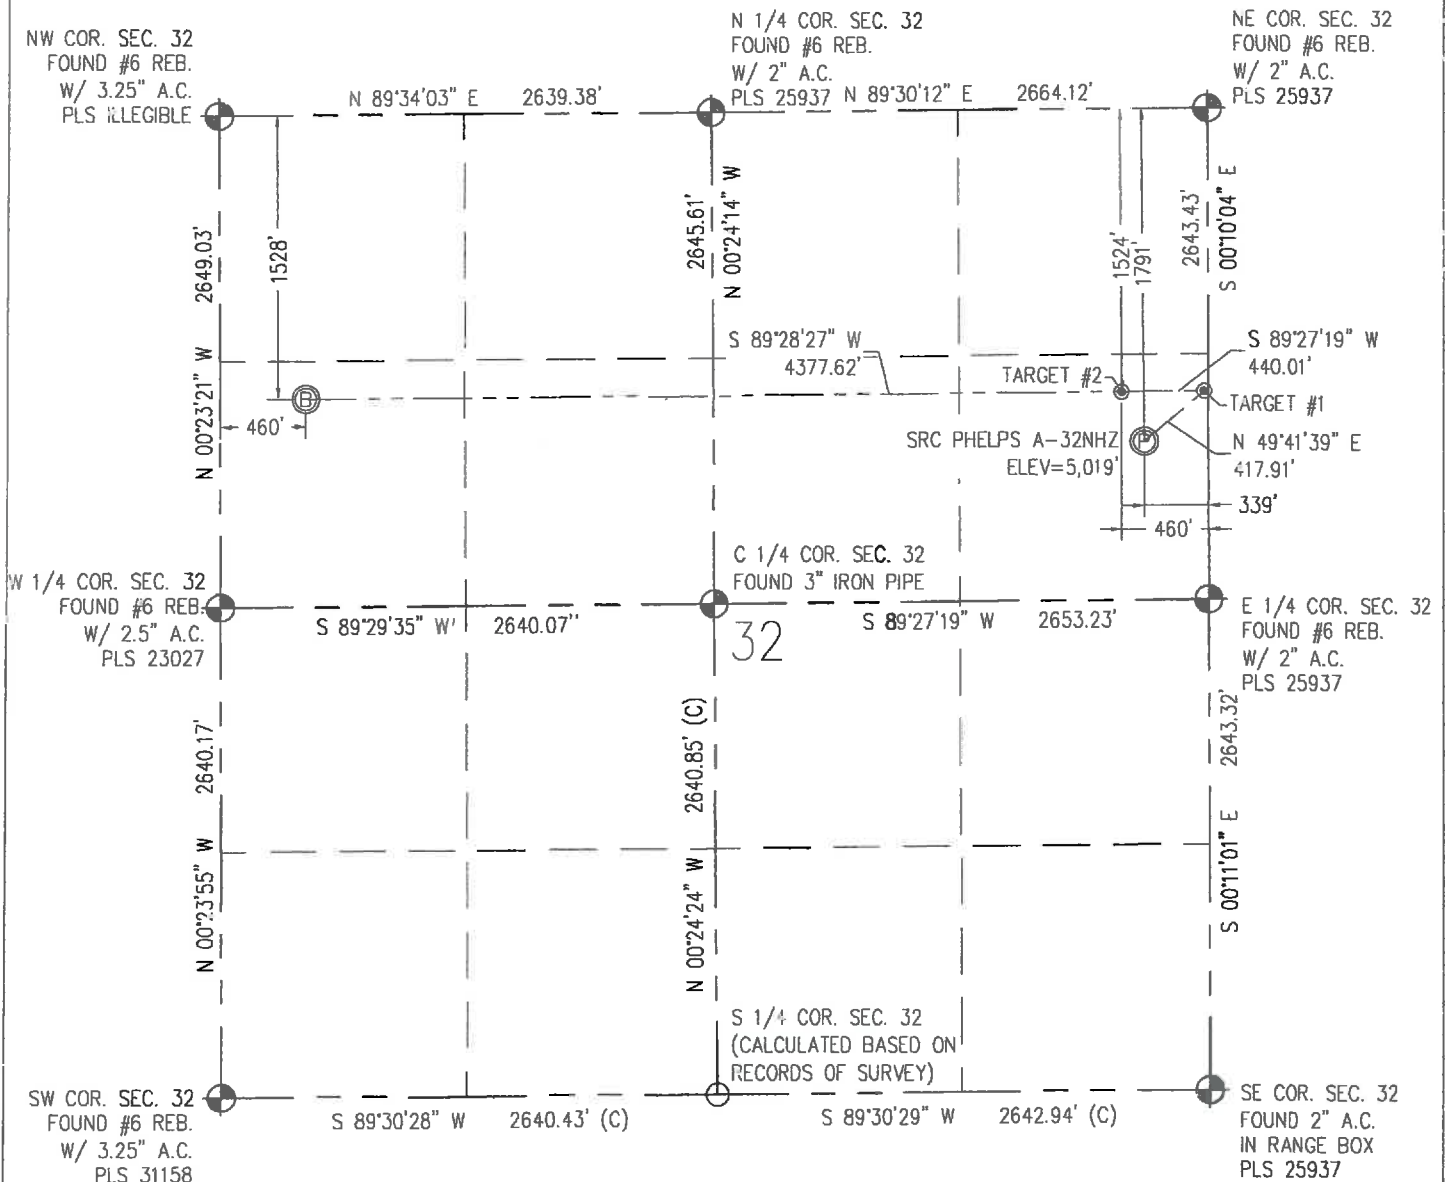 NW COR. SEC. 32
FOUND #6 REB.
W/ 3.25" A.C.
PLS ILLEGIBLE
N 1/4 COR. SEC. 32
FOUND #6 REB.
W/ 2" A.C.
PLS 25937
NE COR. SEC. 32
FOUND #6 REB.
W/ 2" A.C.
PLS 25937
N 89°34'03" E 2639.38'
N 89°30'12" E 2664.12'
2649.03'
N 00°23'21" W
1528'
460'
B
2645.61'
N 00°24'14" W
1524'
1791'
2643.43'
S 00°10'04" E
S 89°28'27" W
4377.62'
TARGET #2
S 89°27'19" W
440.01'
TARGET #1
SRC PHELPS A-32NHZ
ELEV=5,019'
P
N 49°41'39" E
417.91'
339'
460'
W 1/4 COR. SEC. 32
FOUND #6 REB.
W/ 2.5" A.C.
PLS 23027
C 1/4 COR. SEC. 32
FOUND 3" IRON PIPE
32
E 1/4 COR. SEC. 32
FOUND #6 REB.
W/ 2" A.C.
PLS 25937
S 89°29'35" W' 2640.07''
S 89°27'19" W 2653.23'
2640.17'
N 00°23'55" W
2640.85' (C)
N 00°24'24" W
2643.32'
S 00°11'01" E
S 1/4 COR. SEC. 32
(CALCULATED BASED ON
RECORDS OF SURVEY)
SW COR. SEC. 32
FOUND #6 REB.
W/ 3.25" A.C.
PLS 31158
S 89°30'28" W 2640.43' (C)
S 89°30'29" W 2642.94' (C)
SE COR. SEC. 32
FOUND 2" A.C.
IN RANGE BOX
PLS 25937